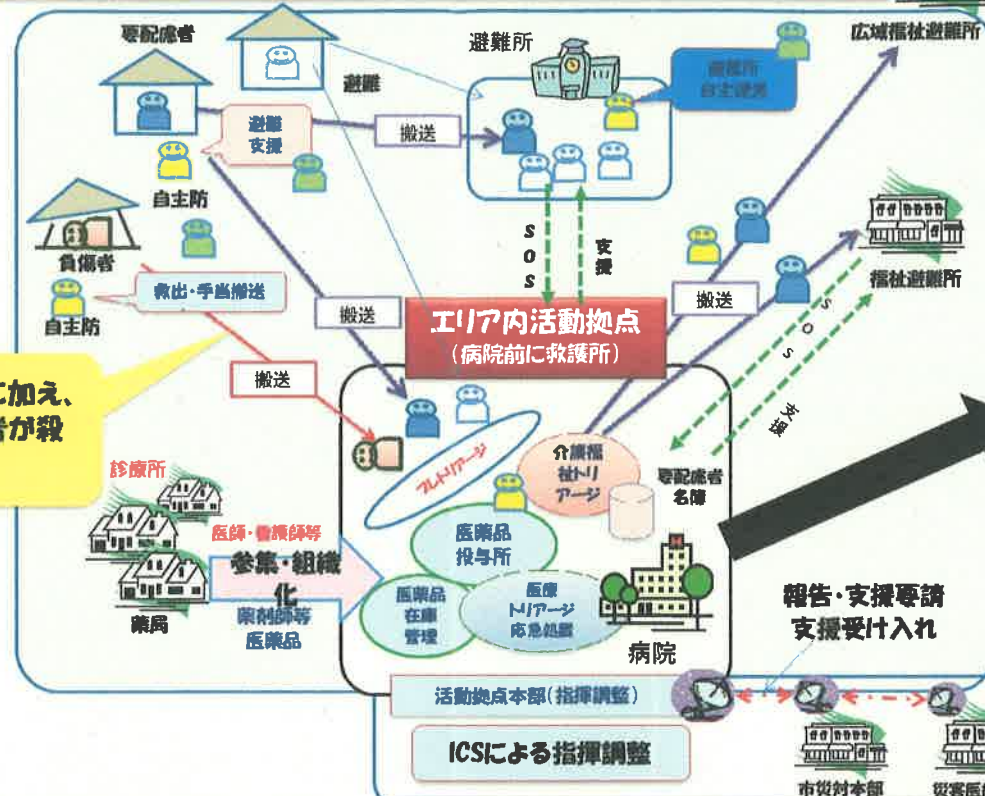 要配慮者
避難
避難所
広域福祉避難所
避難所
自主運営
避難
支援
搬送
自主防
負傷者
自主防
救出・手当搬送
搬送
搬送
SOS
支援
搬送
福祉避難所
SOS
支援
エリア内活動拠点
(病院前に救護所)
に加え、
者が殺
診療所
医師・看護師等
参集・組織
化
薬剤師等
医薬品
薬局
プレトリアージ
介護福
祉トリ
アージ
要配慮者
名簿
医薬品
投与所
医薬品
在庫
管理
医療
トリアージ
応急処置
病院
報告・支援要請
支援受け入れ
活動拠点本部(指揮調整)
ICSによる指揮調整
市災対本部
災害医